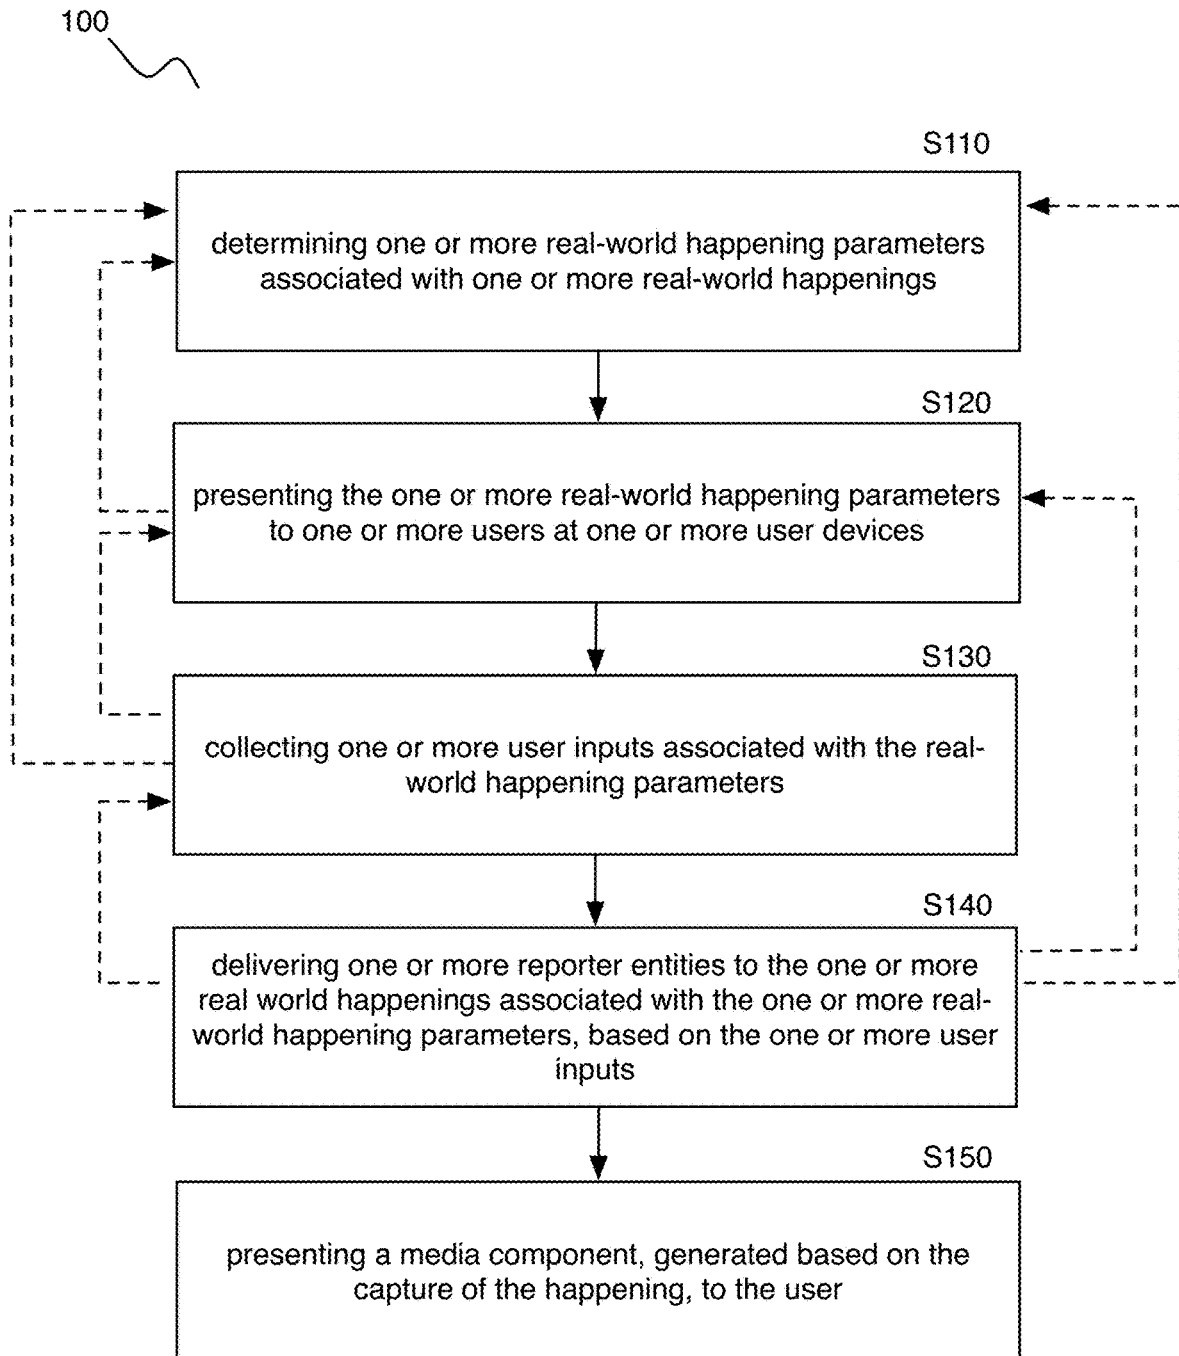 100
S110
determining one or more real-world happening parameters
associated with one or more real-world happenings
S120
presenting the one or more real-world happening parameters
to one or more users at one or more user devices
S130
collecting one or more user inputs associated with the real-
world happening parameters
S140
delivering one or more reporter entities to the one or more
real world happenings associated with the one or more real-
world happening parameters, based on the one or more user
inputs
S150
presenting a media component, generated based on the
capture of the happening, to the user